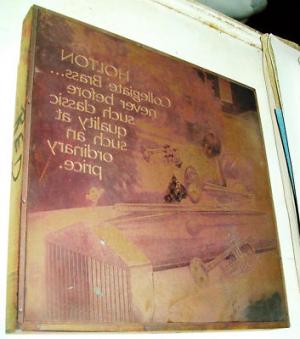 HOLTON
Collegiate Brass...
never before
such classic
quality at
such an
ordinary
price.
RED